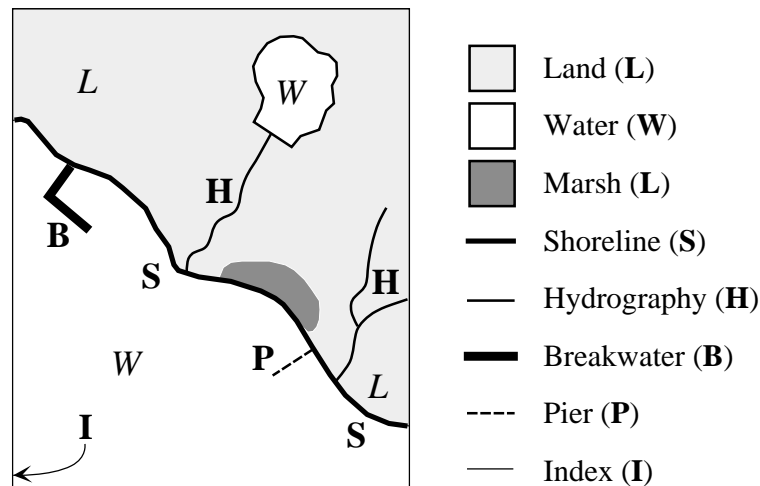 L
W
H
B
S
H
P
W
L
I
S
Land (L)
Water (W)
Marsh (L)
Shoreline (S)
Hydrography (H)
Breakwater (B)
Pier (P)
Index (I)